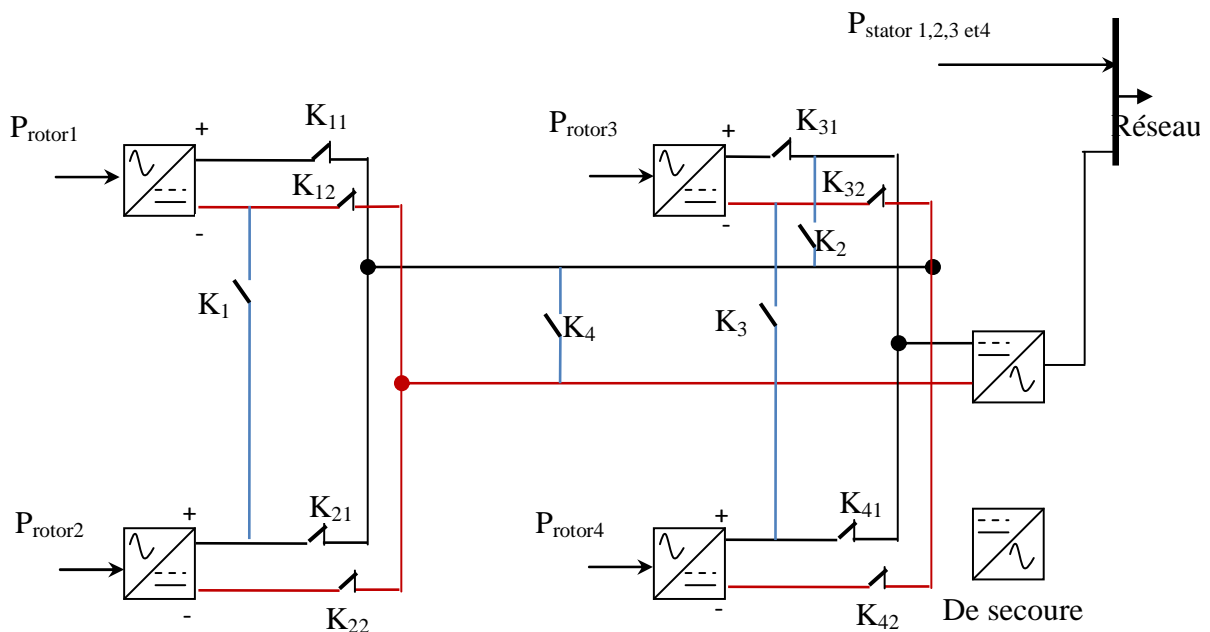 P_stator 1,2,3 et4
Réseau
P_rotor1
+
K_11
K_12
-
P_rotor3
+
K_31
K_32
-
K_2
K_1
K_4
K_3
P_rotor2
+
K_21
-
K_22
P_rotor4
+
K_41
-
K_42
De secoure